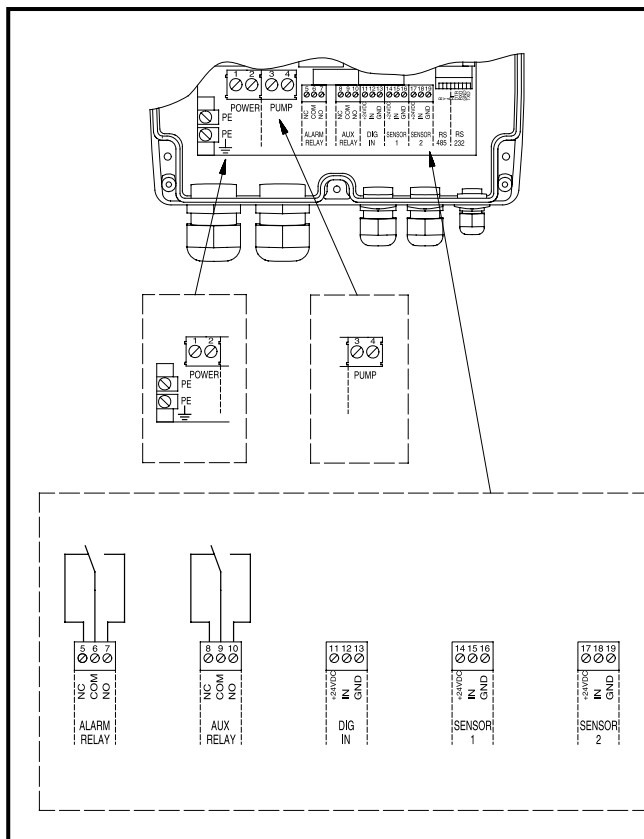 1 2 3 4
POWER PUMP
PE
PE
5 6 7 8 9 10 11 12 13 14 15 16 17 18 19
NC COM NO NC COM NO +24VDC IN GND +24VDC IN GND +24VDC IN GND
ALARM RELAY AUX RELAY DIG IN SENSOR 1 SENSOR 2 RS 485 RS 232
1 2
POWER
PE
PE
3 4
PUMP
5 6 7
NC COM NO
ALARM
RELAY
8 9 10
NC COM NO
AUX
RELAY
11 12 13
+24VDC IN GND
DIG
IN
14 15 16
+24VDC IN GND
SENSOR
1
17 18 19
+24VDC IN GND
SENSOR
2